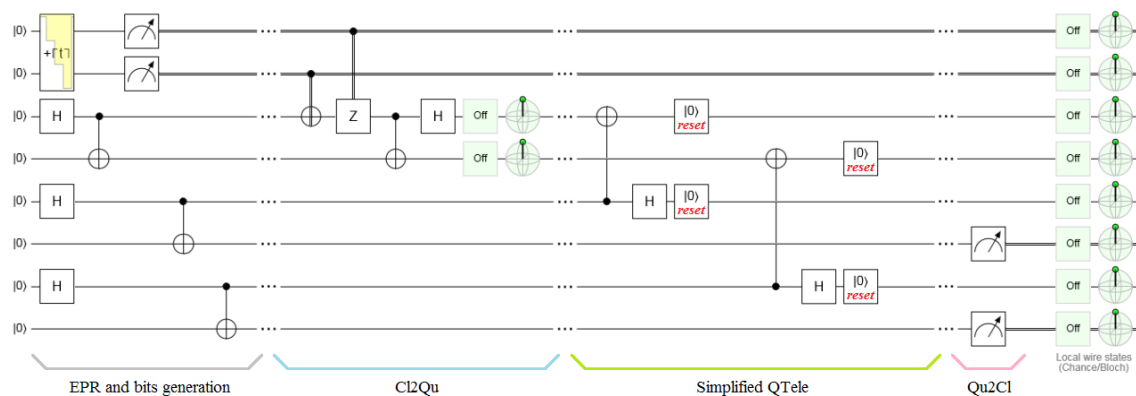 |0⟩ Off
|0⟩ +⌈t⌉ Off
|0⟩ H Z H Off |0⟩ reset Off
|0⟩ Off |0⟩ reset Off
|0⟩ H H |0⟩ reset Off
|0⟩ Off
|0⟩ H H |0⟩ reset Off
|0⟩ Off
Local wire states
(Chance/Bloch)
EPR and bits generation Cl2Qu Simplified QTele Qu2Cl